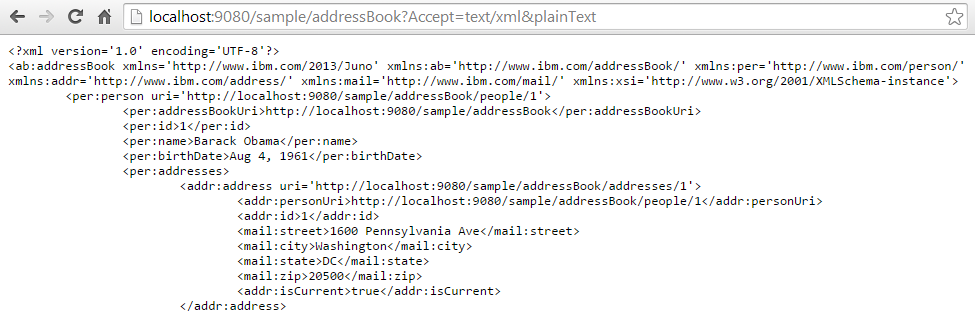 localhost:9080/sample/addressBook?Accept=text/xml&plainText
<?xml version='1.0' encoding='UTF-8'?>
<ab:addressBook xmlns='http://www.ibm.com/2013/Juno' xmlns:ab='http://www.ibm.com/addressBook/' xmlns:per='http://www.ibm.com/person/'
xmlns:addr='http://www.ibm.com/address/' xmlns:mail='http://www.ibm.com/mail/' xmlns:xsi='http://www.w3.org/2001/XMLSchema-instance'>
<per:person uri='http://localhost:9080/sample/addressBook/people/1'>
<per:addressBookUri>http://localhost:9080/sample/addressBook</per:addressBookUri>
<per:id>1</per:id>
<per:name>Barack Obama</per:name>
<per:birthDate>Aug 4, 1961</per:birthDate>
<per:addresses>
<addr:address uri='http://localhost:9080/sample/addressBook/addresses/1'>
<addr:personUri>http://localhost:9080/sample/addressBook/people/1</addr:personUri>
<addr:id>1</addr:id>
<mail:street>1600 Pennsylvania Ave</mail:street>
<mail:city>Washington</mail:city>
<mail:state>DC</mail:state>
<mail:zip>20500</mail:zip>
<addr:isCurrent>true</addr:isCurrent>
</addr:address>